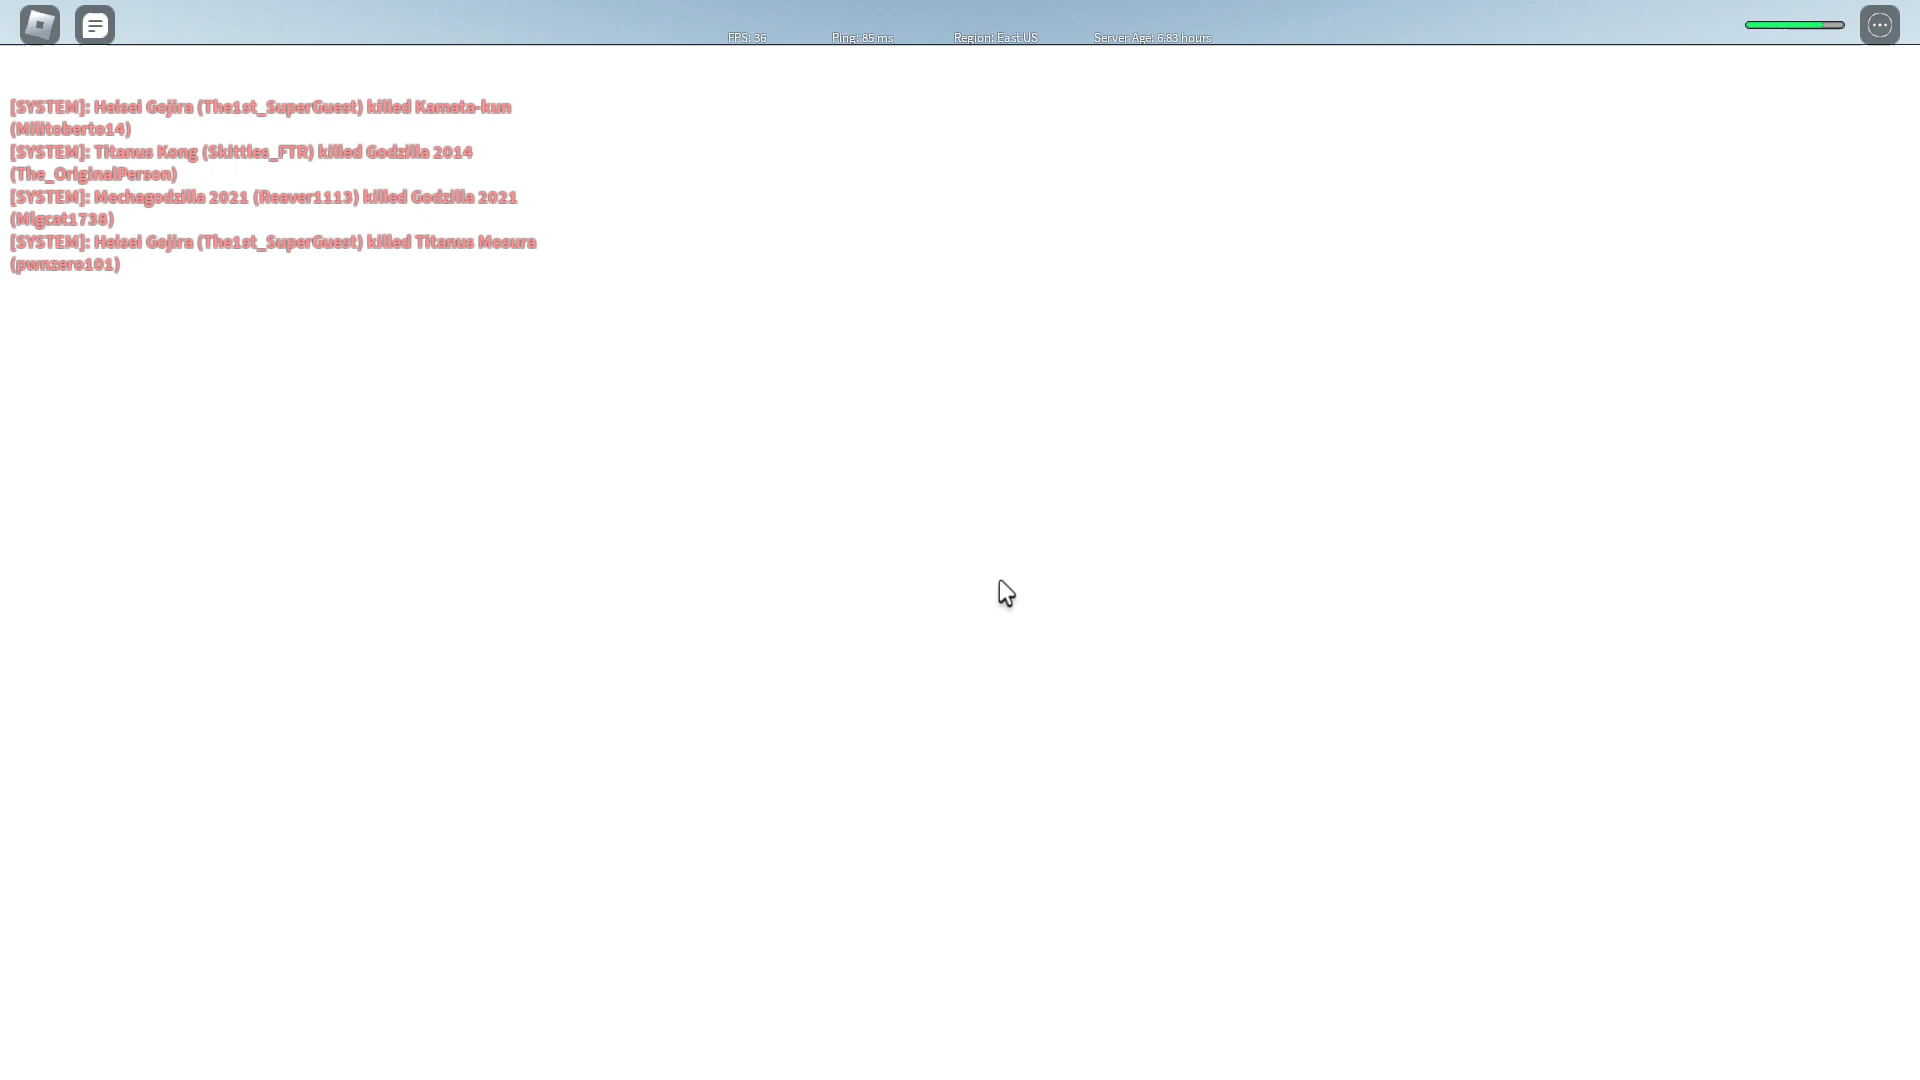 FPS: 36 Ping: 85 ms Region: East US Server Age: 6.83 hours
[SYSTEM]: Heisei Gojira (The1st_SuperGuest) killed Kamata-kun
(Militoberto14)
[SYSTEM]: Titanus Kong (Skittles_FTR) killed Godzilla 2014
(The_OriginalPerson)
[SYSTEM]: Mechagodzilla 2021 (Reaver1113) killed Godzilla 2021
(Mlgcat1738)
[SYSTEM]: Heisei Gojira (The1st_SuperGuest) killed Titanus Mosura
(pwnzero101)